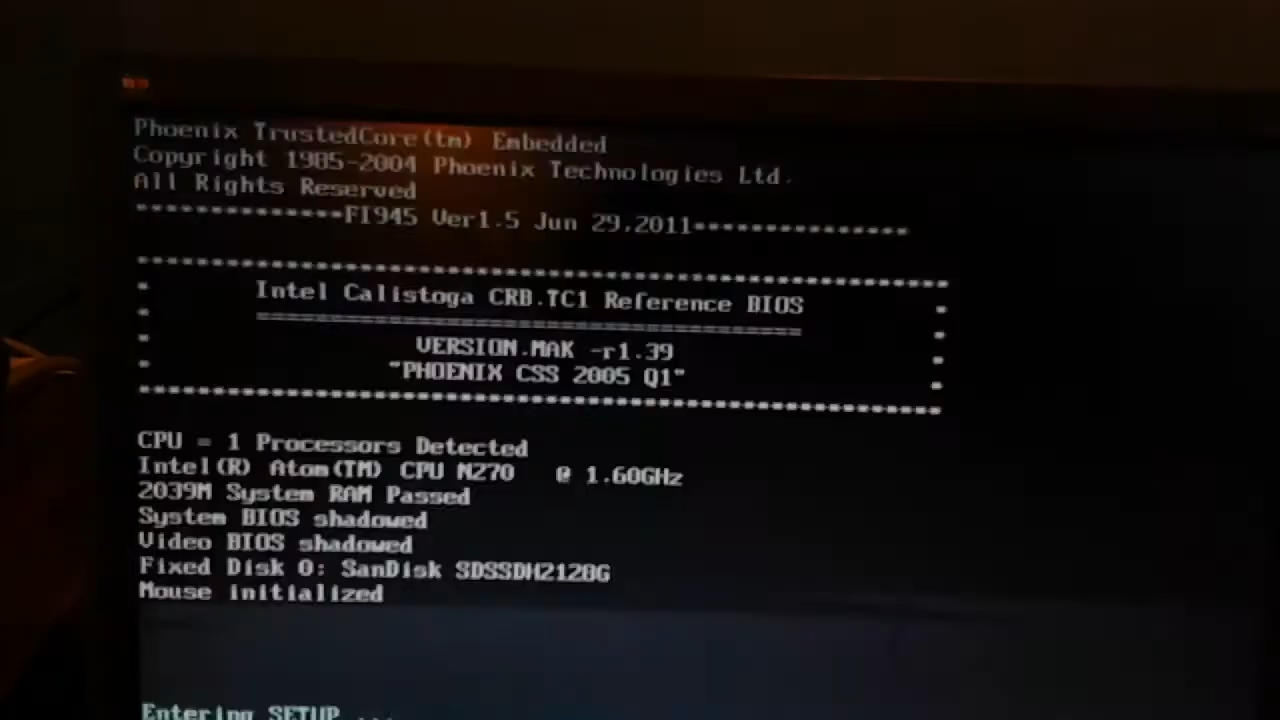 Phoenix TrustedCore(tm) Embedded
Copyright 1985-2004 Phoenix Technologies Ltd.
All Rights Reserved
**************FI945 Ver1.5 Jun 29,2011***************
Intel Calistoga CRB.TC1 Reference BIOS
=====================================
VERSION.MAK -r1.39
"PHOENIX CSS 2005 Q1"
CPU = 1 Processors Detected
Intel(R) Atom(TM) CPU N270 @ 1.60GHz
2039M System RAM Passed
System BIOS shadowed
Video BIOS shadowed
Fixed Disk 0: SanDisk SDSSDH2128G
Mouse initialized
Entering SETUP ...